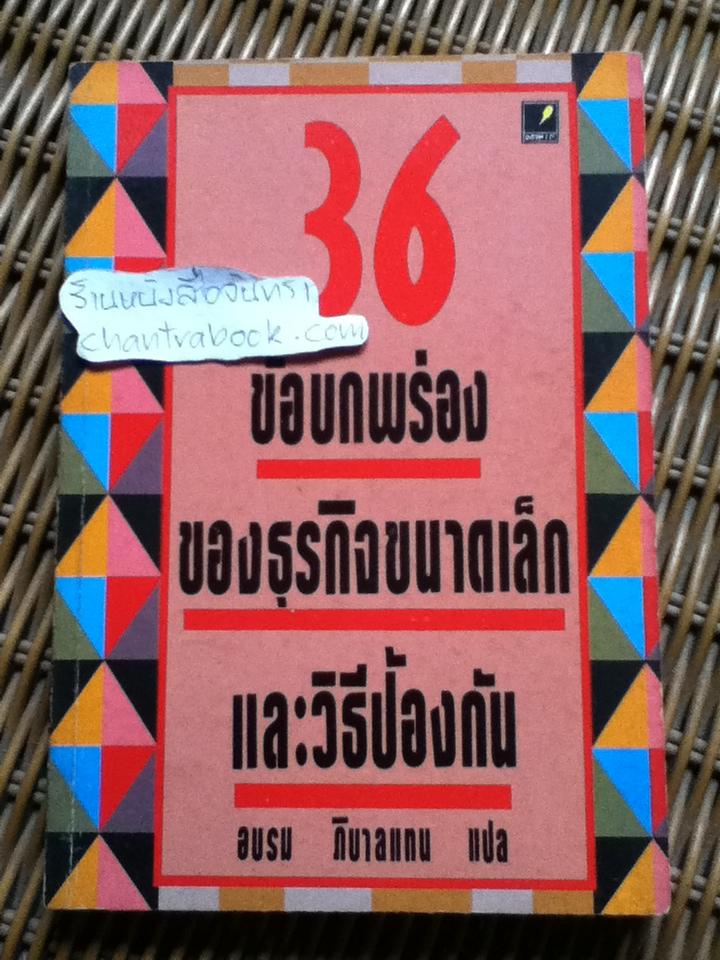 36
ร้านหนังสือจันทรา
chantrabook.com
ข้อบกพร่อง
ของธุรกิจขนาดเล็ก
และวิธีป้องกัน
อบรม ภิบาลแทน แปล